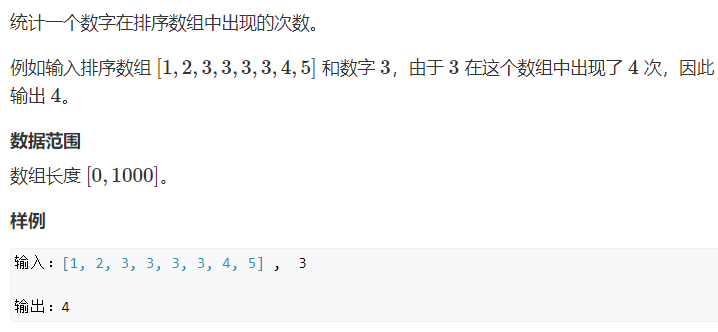 统计一个数字在排序数组中出现的次数。
例如输入排序数组 [1,2,3,3,3,3,4,5] 和数字 3，由于 3 在这个数组中出现了 4 次，因此
输出 4。
数据范围
数组长度 [0,1000]。
样例
输入：[1, 2, 3, 3, 3, 3, 4, 5] ,  3
输出：4